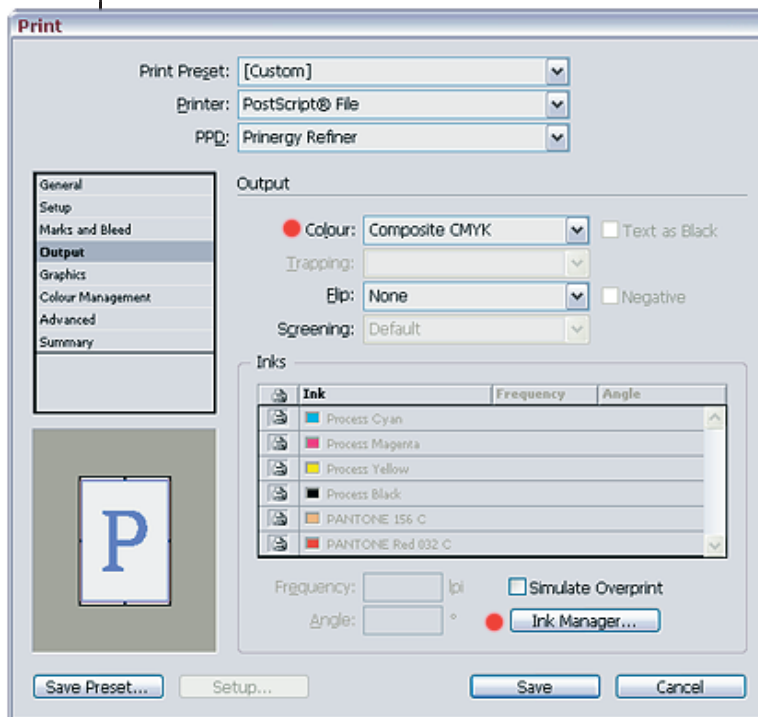 Print
Print Preset: [Custom]
Printer: PostScript® File
PPD: Prinergy Refiner
General
Setup
Marks and Bleed
Output
Graphics
Colour Management
Advanced
Summary
Output
Colour: Composite CMYK Text as Black
Trapping:
Flip: None Negative
Screening: Default
Inks
Ink Frequency Angle
Process Cyan
Process Magenta
Process Yellow
Process Black
PANTONE 156 C
PANTONE Red 032 C
Frequency: lpi Simulate Overprint
Angle: ° Ink Manager...
P
Save Preset... Setup... Save Cancel